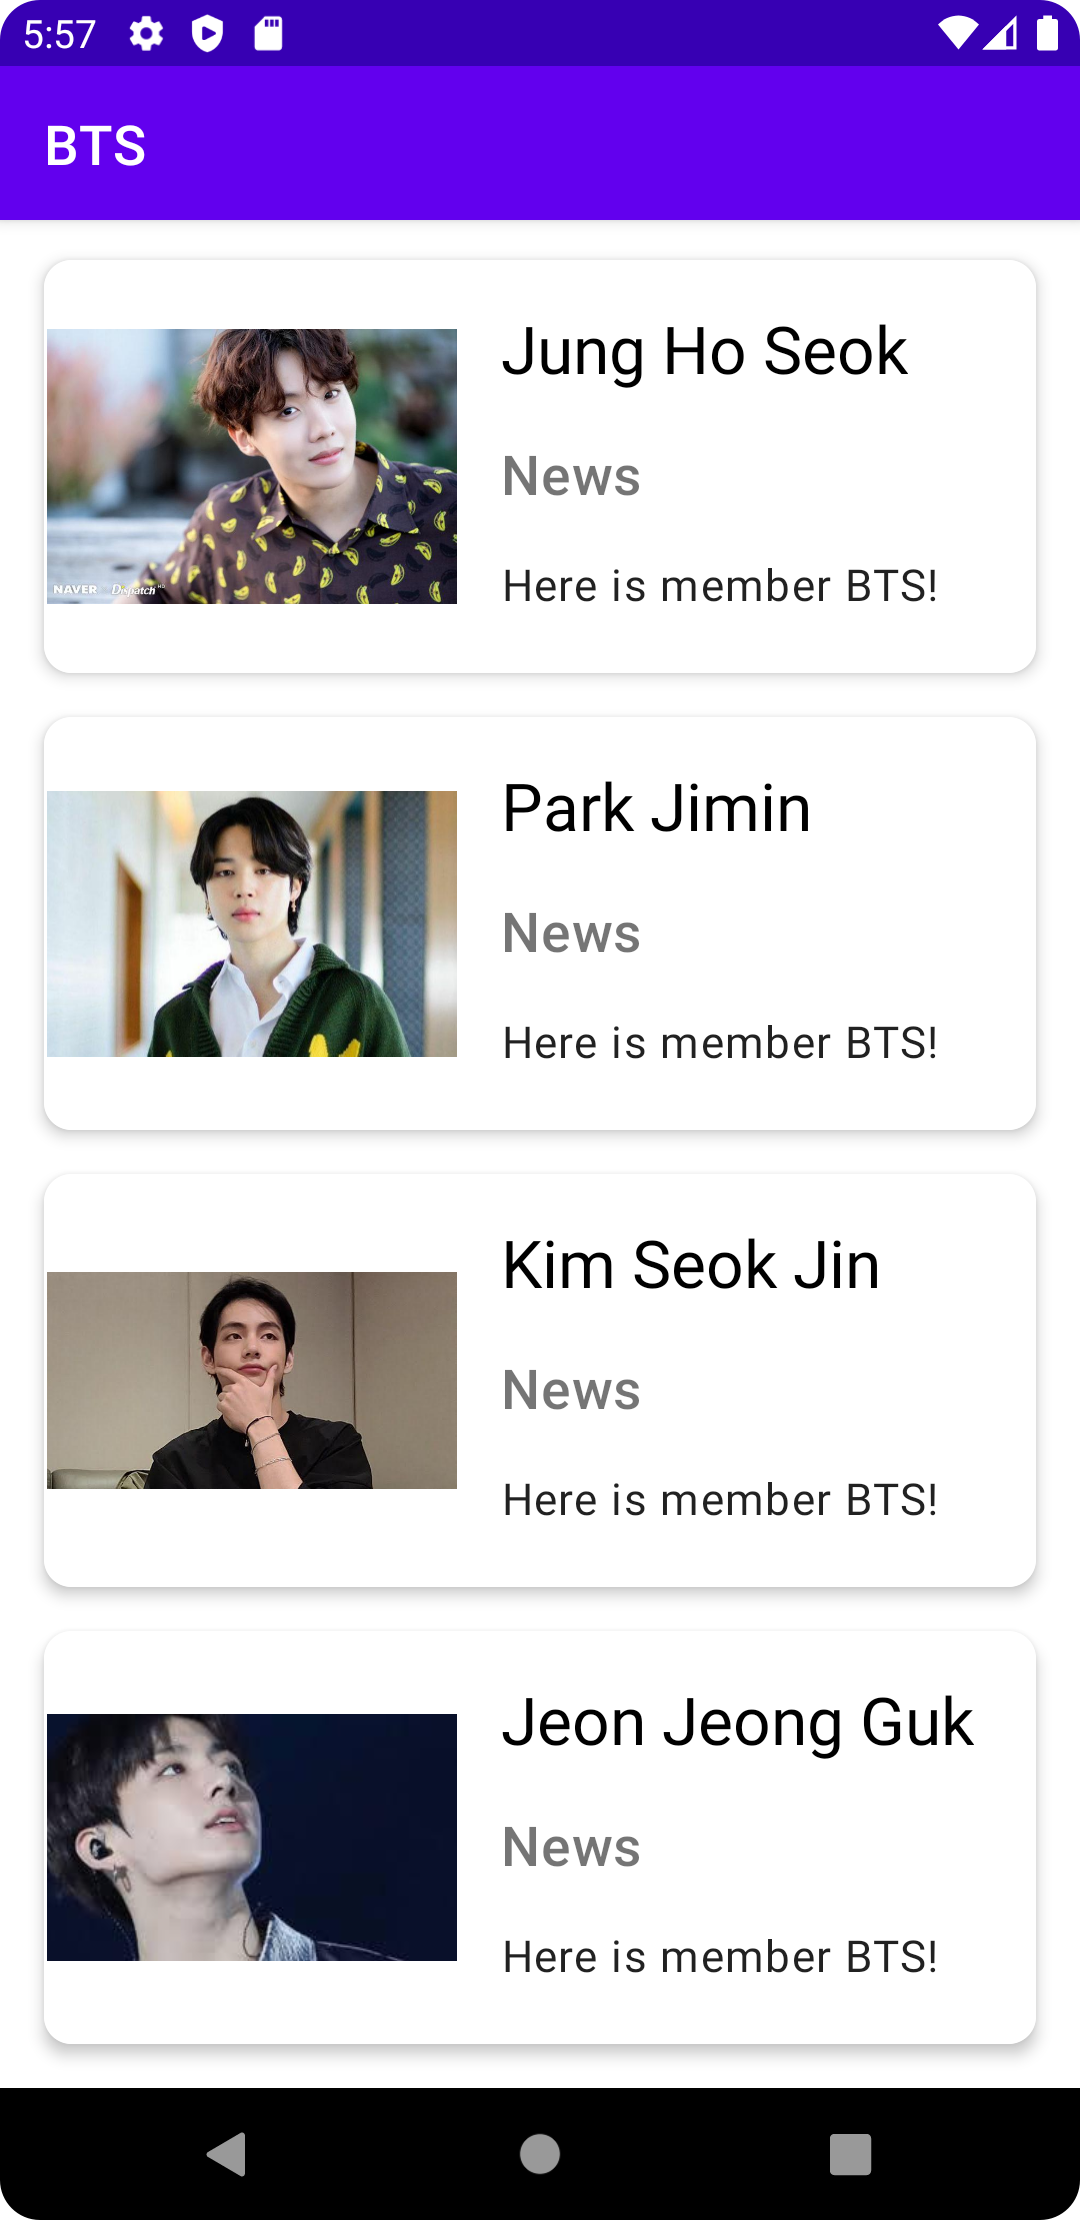 5:57
BTS
Jung Ho Seok
News
Here is member BTS!
NAVER Dispatch HD
Park Jimin
News
Here is member BTS!
Kim Seok Jin
News
Here is member BTS!
Jeon Jeong Guk
News
Here is member BTS!